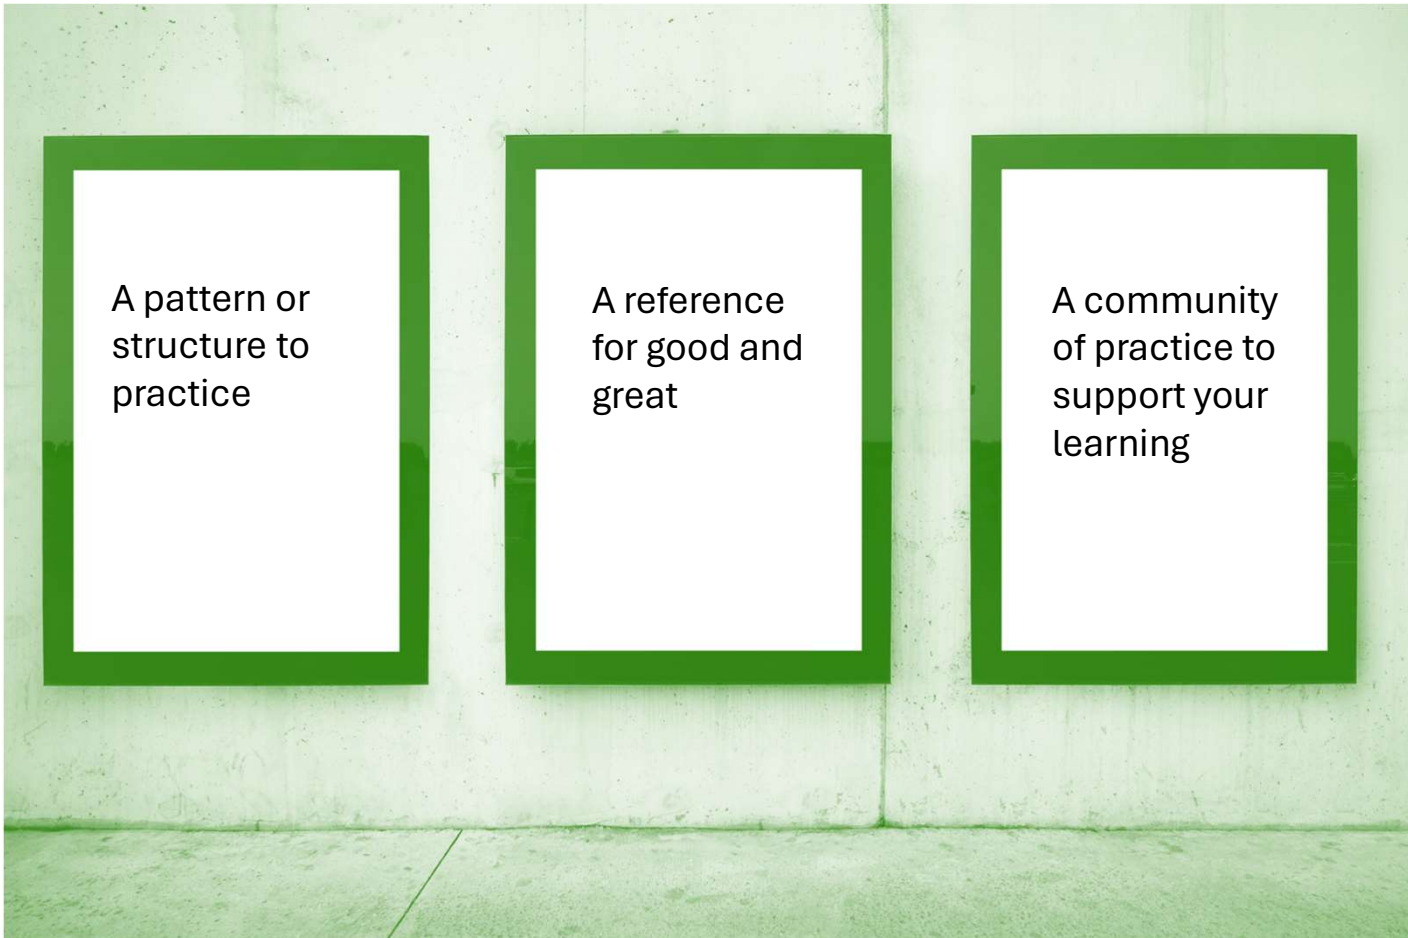 A pattern or
structure to
practice
A reference
for good and
great
A community
of practice to
support your
learning